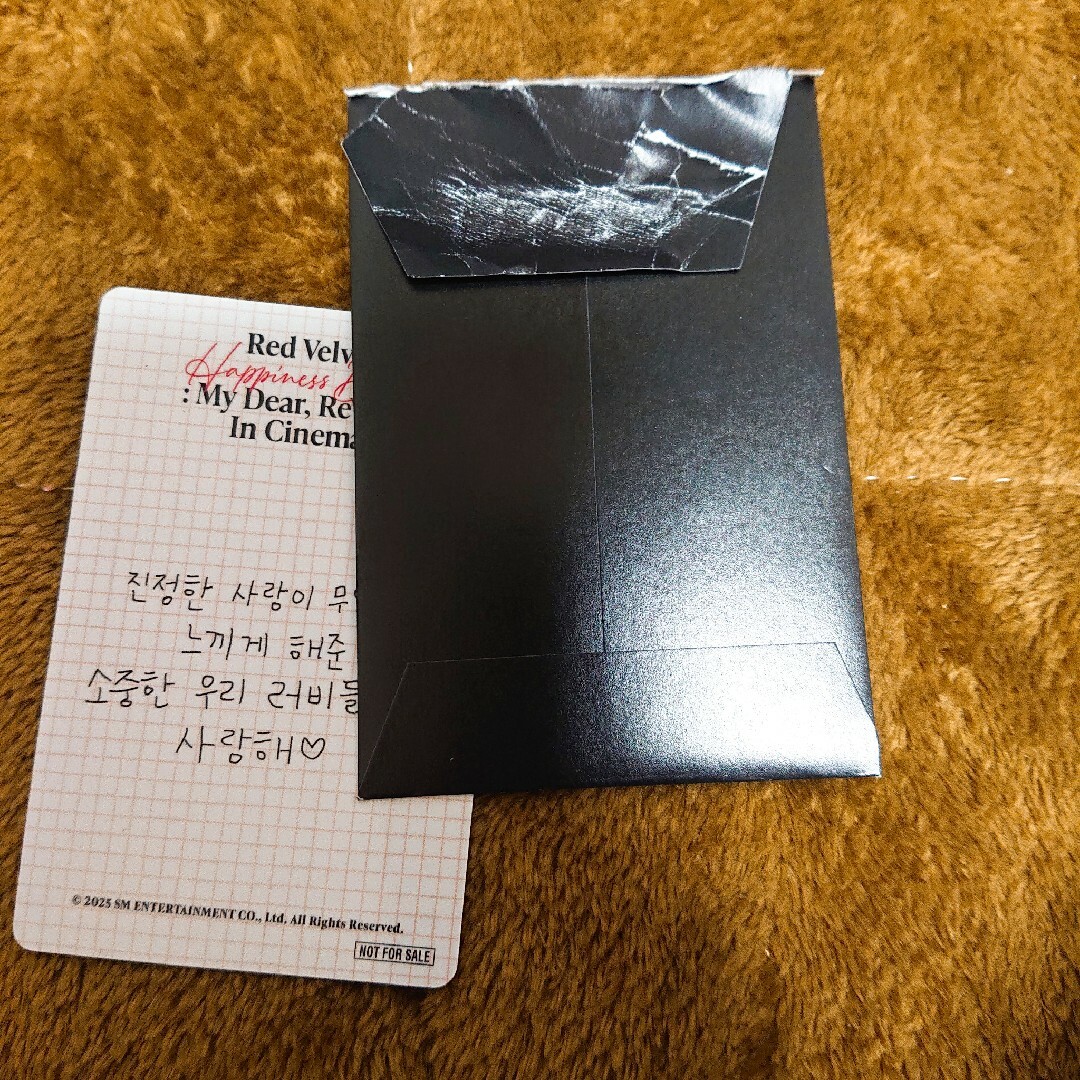 Red Velv
Happiness
: My Dear, Re
In Cinema
진정한 사랑이
느끼게 해준
소중한 우리 러비들
사랑해♡
© 2025 SM ENTERTAINMENT CO., Ltd. All Rights Reserved.
NOT FOR SALE